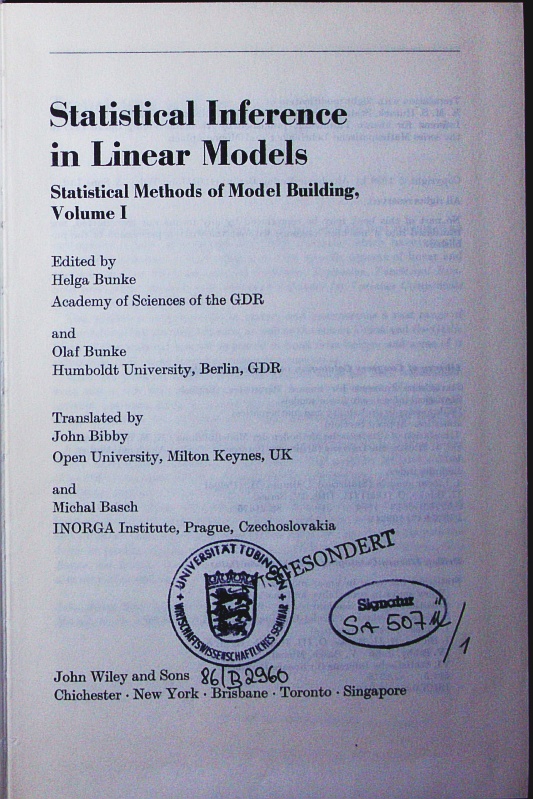 Statistical Inference
in Linear Models
Statistical Methods of Model Building,
Volume I
Edited by
Helga Bunke
Academy of Sciences of the GDR
and
Olaf Bunke
Humboldt University, Berlin, GDR
Translated by
John Bibby
Open University, Milton Keynes, UK
and
Michal Basch
INORGA Institute, Prague, Czechoslovakia
UNIVERSITÄT TÜBINGEN
WIRTSCHAFTSWISSENSCHAFTLICHES SEMINAR
AUSGESONDERT
Signatur
SA 507
/1
John Wiley and Sons 86/B2960
Chichester · New York · Brisbane · Toronto · Singapore